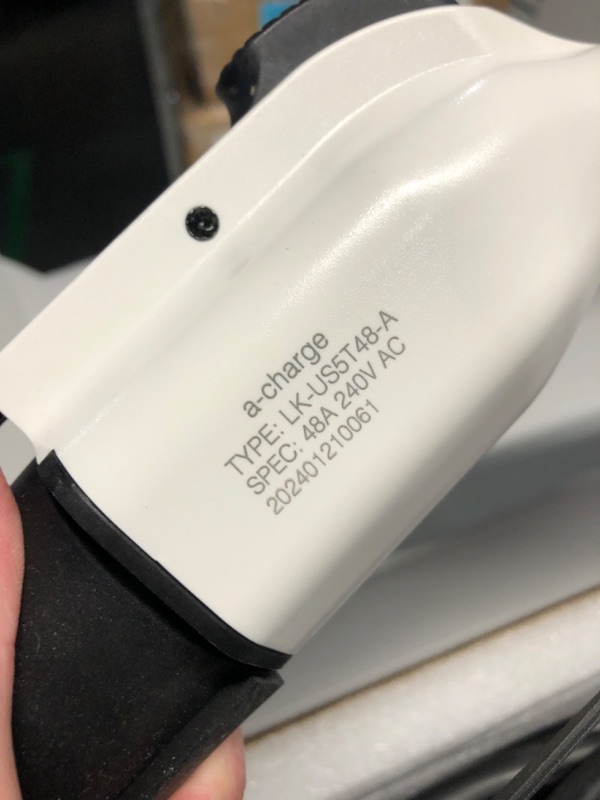 a-charge
TYPE: LK-US5T48-A
SPEC: 48A 240V AC
202401210061